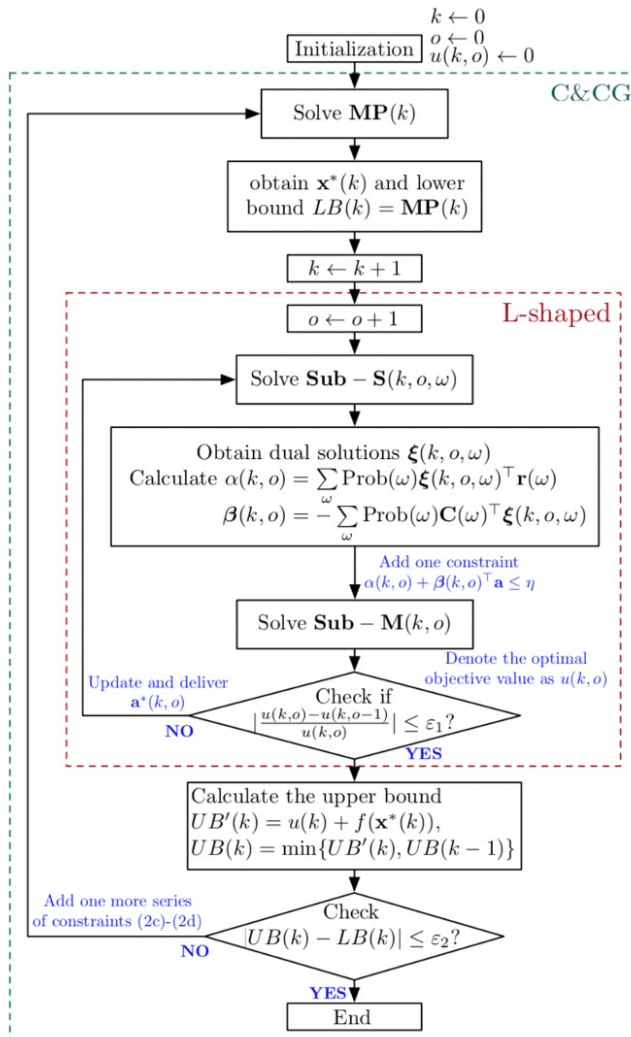 k ← 0
o ← 0
u(k, o) ← 0
Initialization
C&CG
Solve MP(k)
obtain x*(k) and lower
bound LB(k) = MP(k)
k ← k + 1
L-shaped
o ← o + 1
Solve Sub − S(k, o, ω)
Obtain dual solutions ξ(k, o, ω)
Calculate α(k, o) = ∑_ω Prob(ω)ξ(k, o, ω)^⊤ r(ω)
β(k, o) = − ∑_ω Prob(ω)C(ω)^⊤ ξ(k, o, ω)
Add one constraint
α(k, o) + β(k, o)^⊤ a ≤ η
Solve Sub − M(k, o)
Denote the optimal
objective value as u(k, o)
Update and deliver
a*(k, o)
Check if
|(u(k,o)−u(k,o−1))/u(k,o)| ≤ ε₁?
NO
YES
Calculate the upper bound
UB′(k) = u(k) + f(x*(k)),
UB(k) = min{UB′(k), UB(k − 1)}
Add one more series
of constraints (2c)-(2d)
Check
|UB(k) − LB(k)| ≤ ε₂?
NO
YES
End